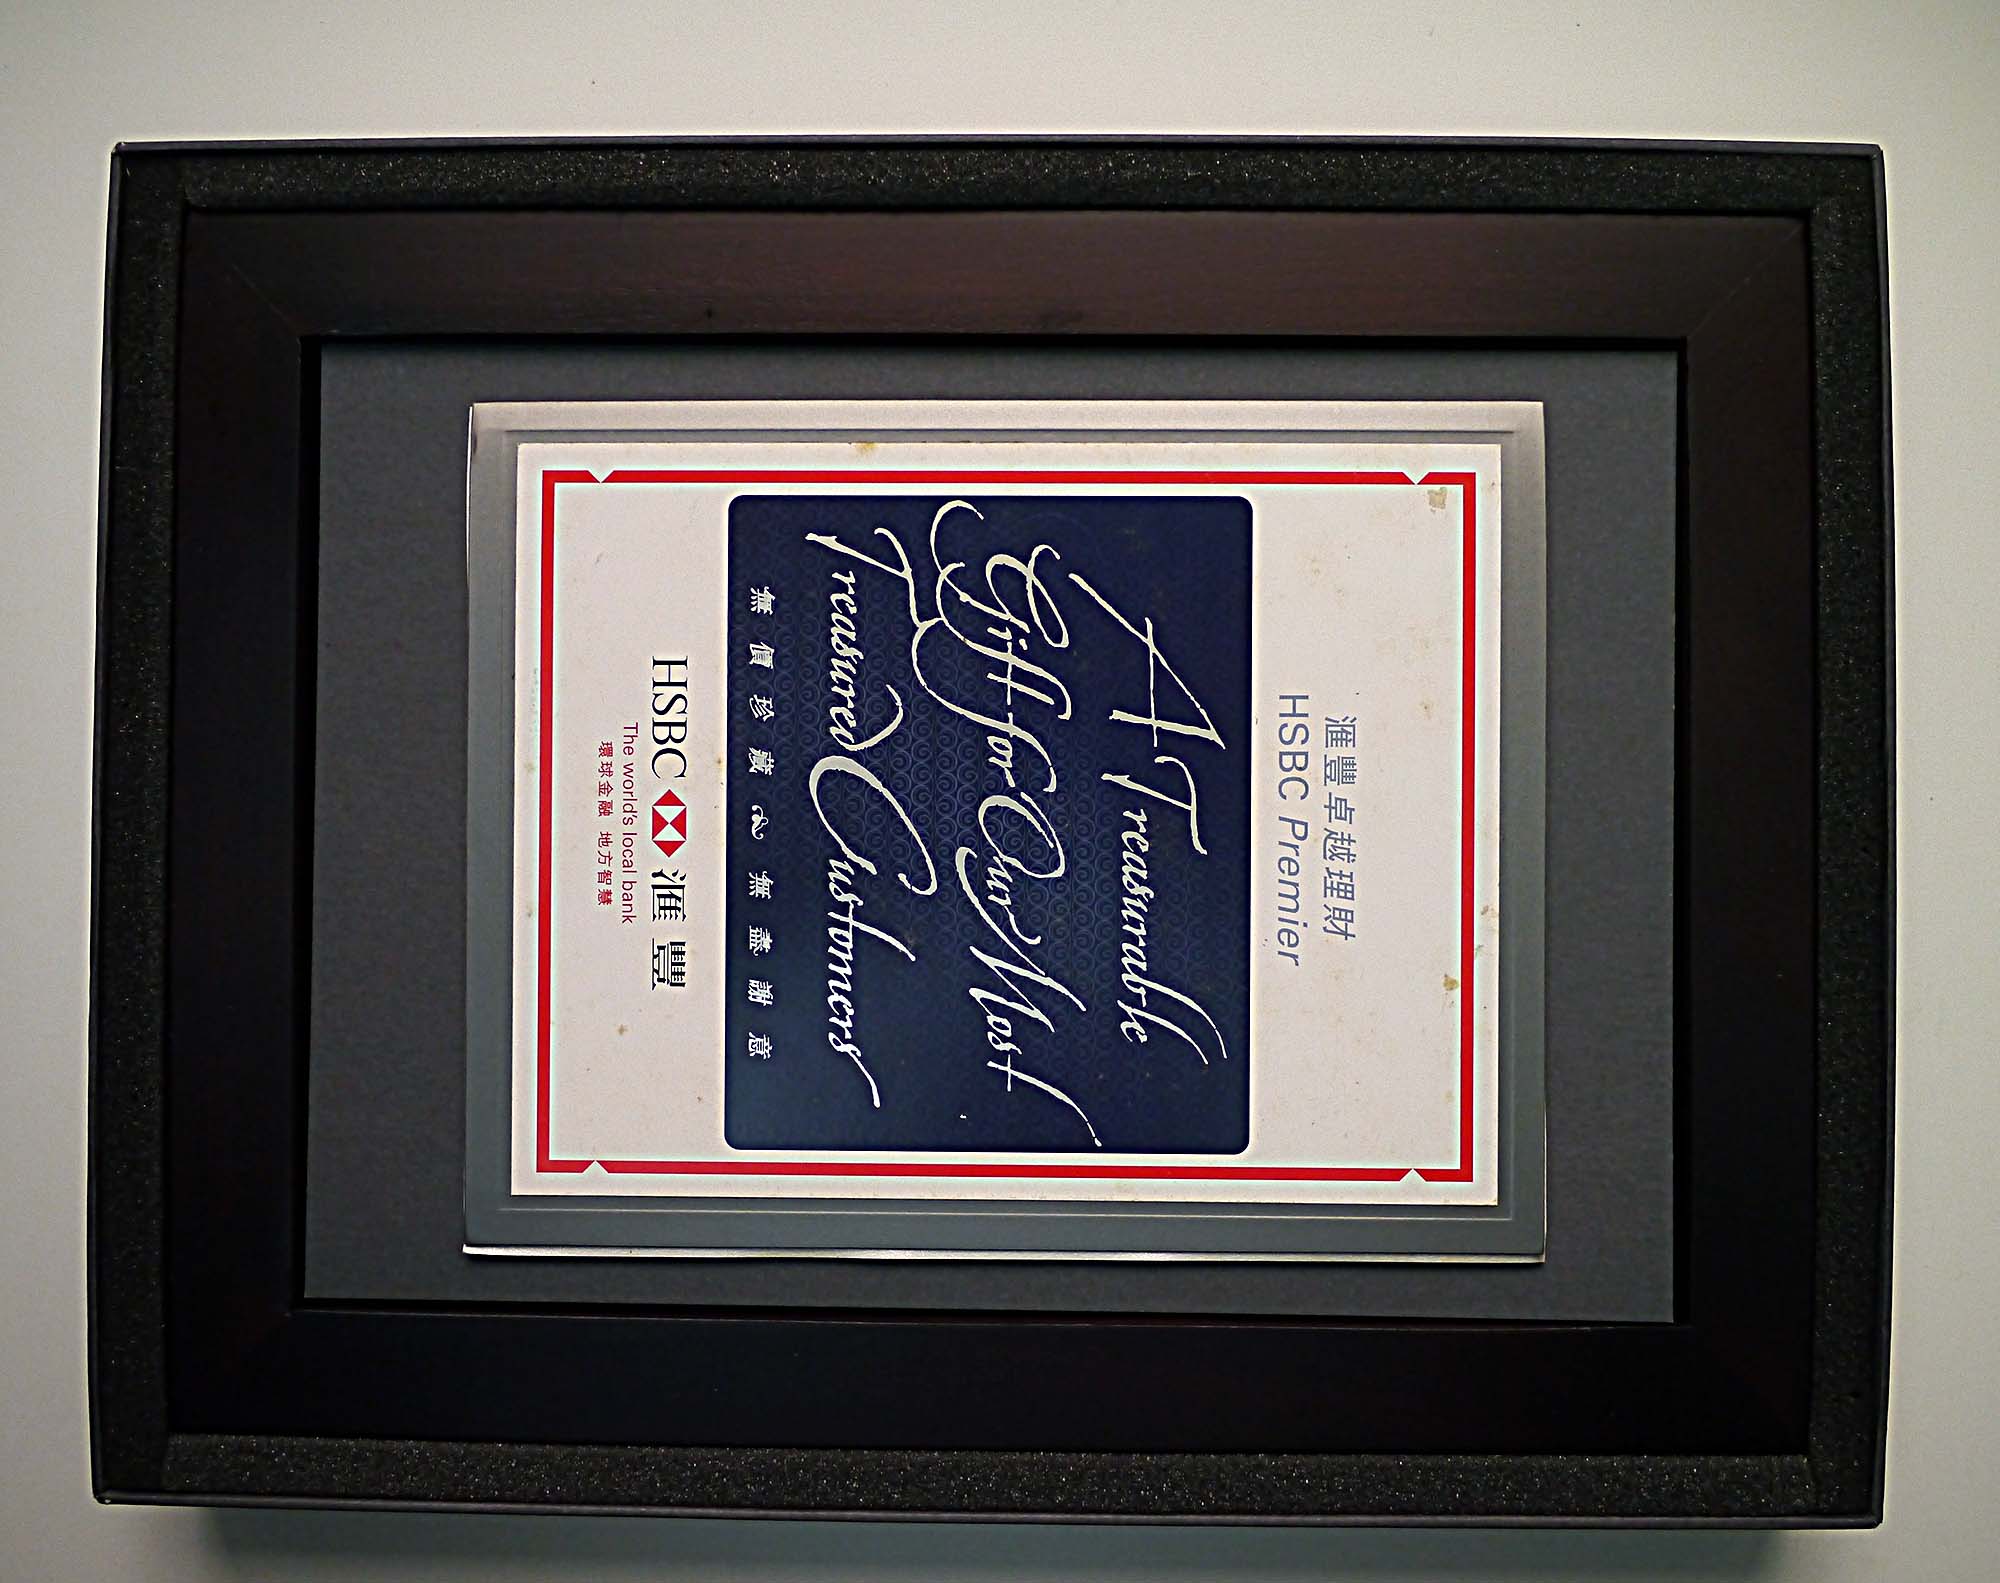 滙豐卓越理財
HSBC Premier
A Treasurable
Gift for Our Most
Treasured Customers
無價珍藏 無盡謝意
HSBC 滙豐
The world's local bank
環球金融 地方智慧